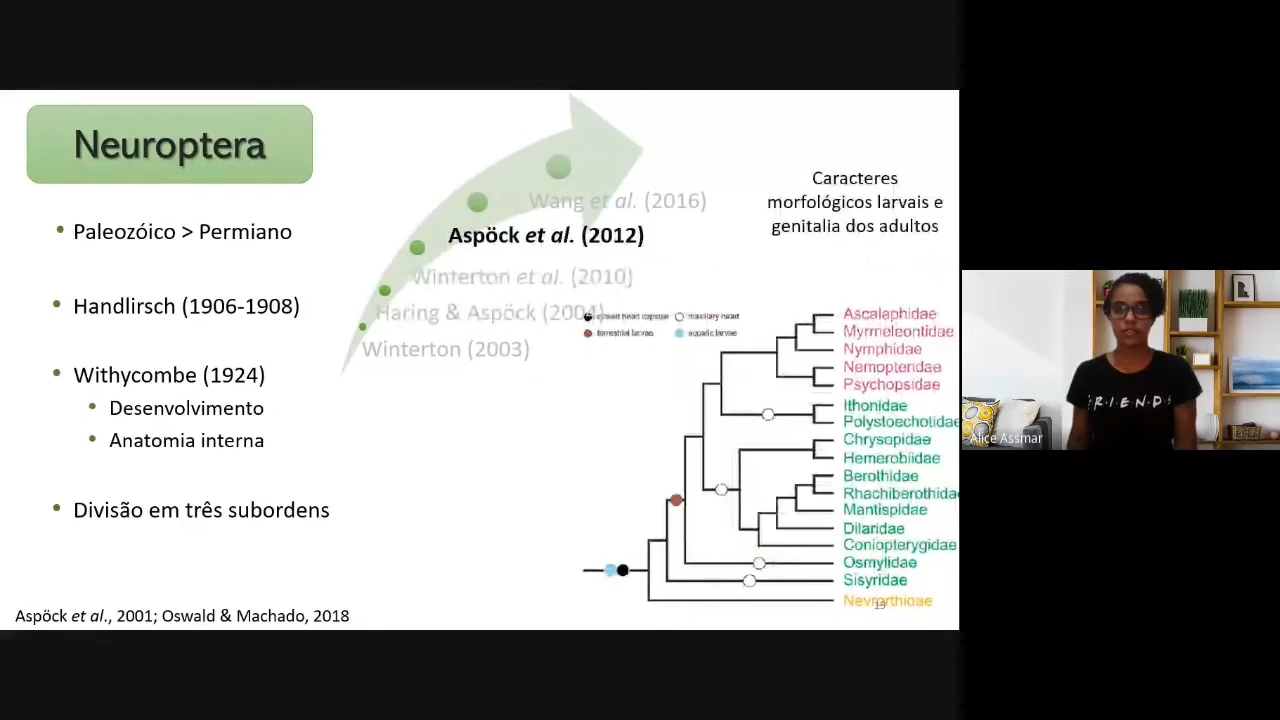 Neuroptera
Paleozóico > Permiano
Handlirsch (1906-1908)
Withycombe (1924)
Desenvolvimento
Anatomia interna
Divisão em três subordens
Aspöck et al., 2001; Oswald & Machado, 2018
Wang et al. (2016)
Aspöck et al. (2012)
Winterton et al. (2010)
Haring & Aspöck (2004)
Winterton (2003)
Caracteres
morfológicos larvais e
genitalia dos adultos
closed head capsule maxillary head
terrestrial larvae aquatic larvae
Ascalaphidae
Myrmeleontidae
Nymphidae
Nemopteridae
Psychopsidae
Ithonidae
Polystoechotidae
Chrysopidae
Hemerobiidae
Berothidae
Rhachiberothidae
Mantispidae
Dilaridae
Coniopterygidae
Osmylidae
Sisyridae
Nevrorthidae
19
F·R·I·E·N·D·S
Alice Assmar